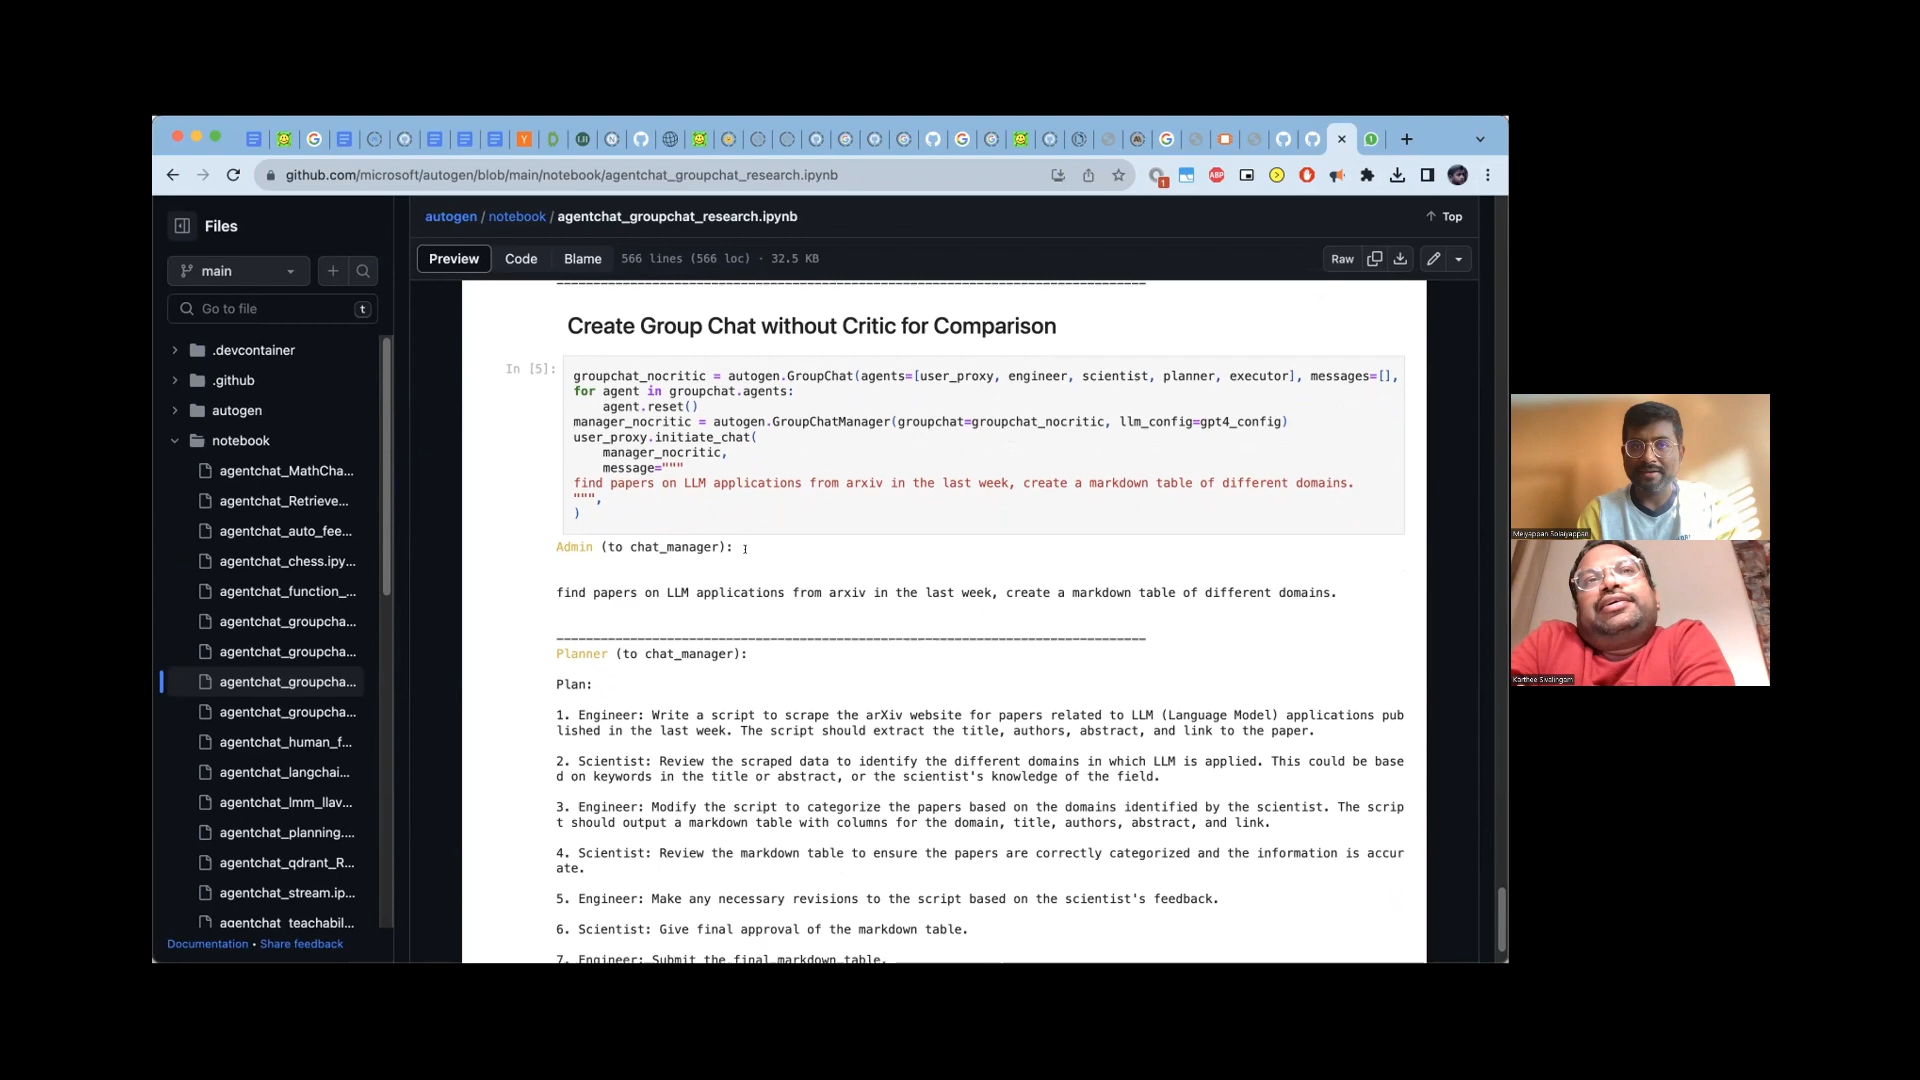 github.com/microsoft/autogen/blob/main/notebook/agentchat_groupchat_research.ipynb
Files
autogen / notebook / agentchat_groupchat_research.ipynb
Top
main
Preview
Code
Blame
566 lines (566 loc) · 32.5 KB
Raw
Go to file
t
.devcontainer
.github
autogen
notebook
agentchat_MathCha...
agentchat_Retrieve...
agentchat_auto_fee...
agentchat_chess.ipy...
agentchat_function_...
agentchat_groupcha...
agentchat_groupcha...
agentchat_groupcha...
agentchat_groupcha...
agentchat_human_f...
agentchat_langchai...
agentchat_lmm_llav...
agentchat_planning....
agentchat_qdrant_R...
agentchat_stream.ip...
agentchat_teachabil...
Documentation • Share feedback
Create Group Chat without Critic for Comparison
In [5]:
groupchat_nocritic = autogen.GroupChat(agents=[user_proxy, engineer, scientist, planner, executor], messages=[],
for agent in groupchat.agents:
agent.reset()
manager_nocritic = autogen.GroupChatManager(groupchat=groupchat_nocritic, llm_config=gpt4_config)
user_proxy.initiate_chat(
manager_nocritic,
message="""
find papers on LLM applications from arxiv in the last week, create a markdown table of different domains.
""",
)
Admin (to chat_manager):
find papers on LLM applications from arxiv in the last week, create a markdown table of different domains.
--------------------------------------------------------------------------------
Planner (to chat_manager):
Plan:
1. Engineer: Write a script to scrape the arXiv website for papers related to LLM (Language Model) applications pub
lished in the last week. The script should extract the title, authors, abstract, and link to the paper.
2. Scientist: Review the scraped data to identify the different domains in which LLM is applied. This could be base
d on keywords in the title or abstract, or the scientist's knowledge of the field.
3. Engineer: Modify the script to categorize the papers based on the domains identified by the scientist. The scrip
t should output a markdown table with columns for the domain, title, authors, abstract, and link.
4. Scientist: Review the markdown table to ensure the papers are correctly categorized and the information is accur
ate.
5. Engineer: Make any necessary revisions to the script based on the scientist's feedback.
6. Scientist: Give final approval of the markdown table.
7. Engineer: Submit the final markdown table.
Meiyappan Solaiyappan
Karthee Sivalingam